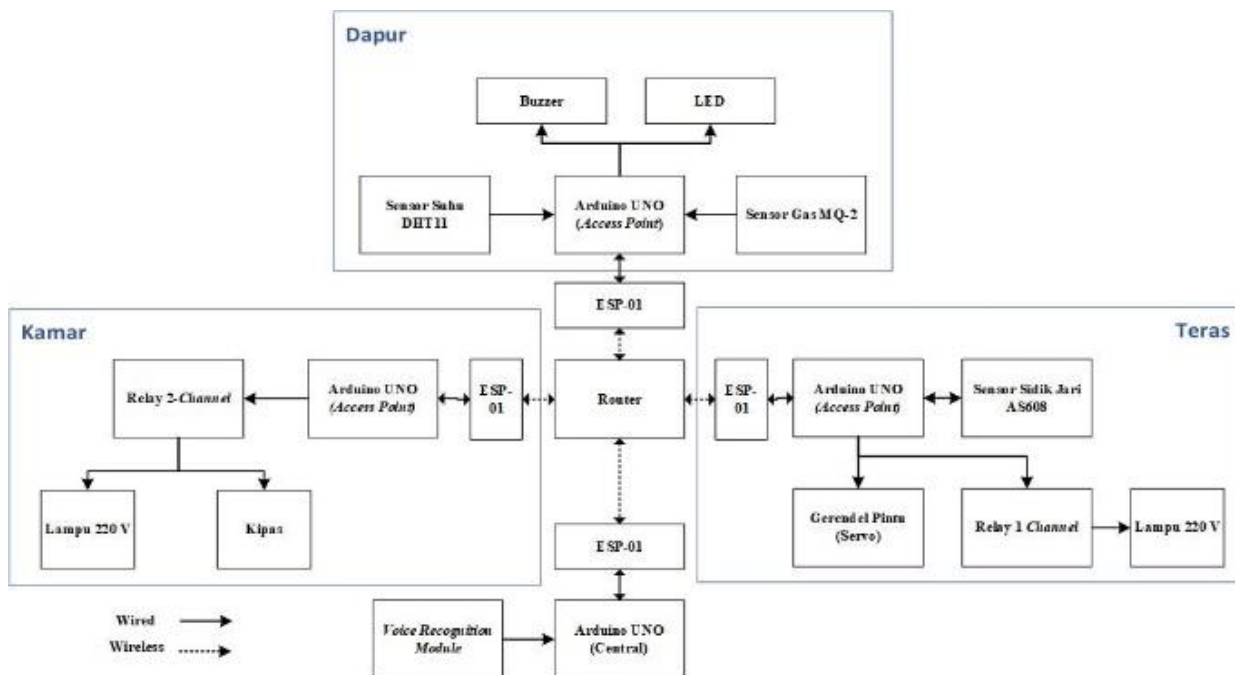 Dapur
Buzzer
LED
Sensor Suhu
DHT11
Arduino UNO
(Access Point)
Sensor Gas MQ-2
ESP-01
Kamar
Relay 2-Channel
Arduino UNO
(Access Point)
ESP-
01
Router
Teras
ESP-
01
Arduino UNO
(Access Point)
Sensor Sidik Jari
AS608
Lampu 220 V
Kipas
Gerendel Pintu
(Servo)
Relay 1 Channel
Lampu 220 V
ESP-01
Wired
Wireless
Voice Recognition
Module
Arduino UNO
(Central)